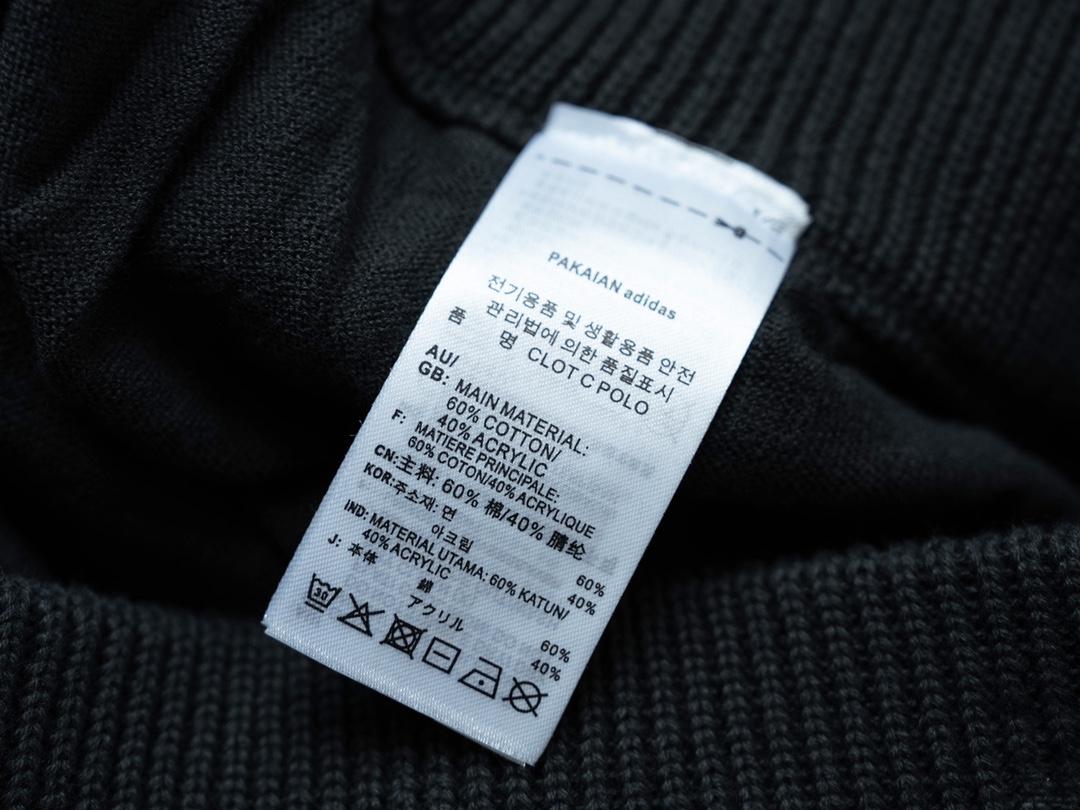 PAKAIAN adidas
전기용품 및 생활용품 안전
관리법에 의한 품질표시
품 명 CLOT C POLO
AU/
GB: MAIN MATERIAL:
60% COTTON/
40% ACRYLIC
F: MATIERE PRINCIPALE:
60% COTON/40% ACRYLIQUE
CN:主料: 60% 棉/40% 腈纶
KOR:주소재: 면 60%
아크림 40%
IND: MATERIAL UTAMA: 60% KATUN/
40% ACRYLIC
J: 本体 綿 60%
アクリル 40%
30